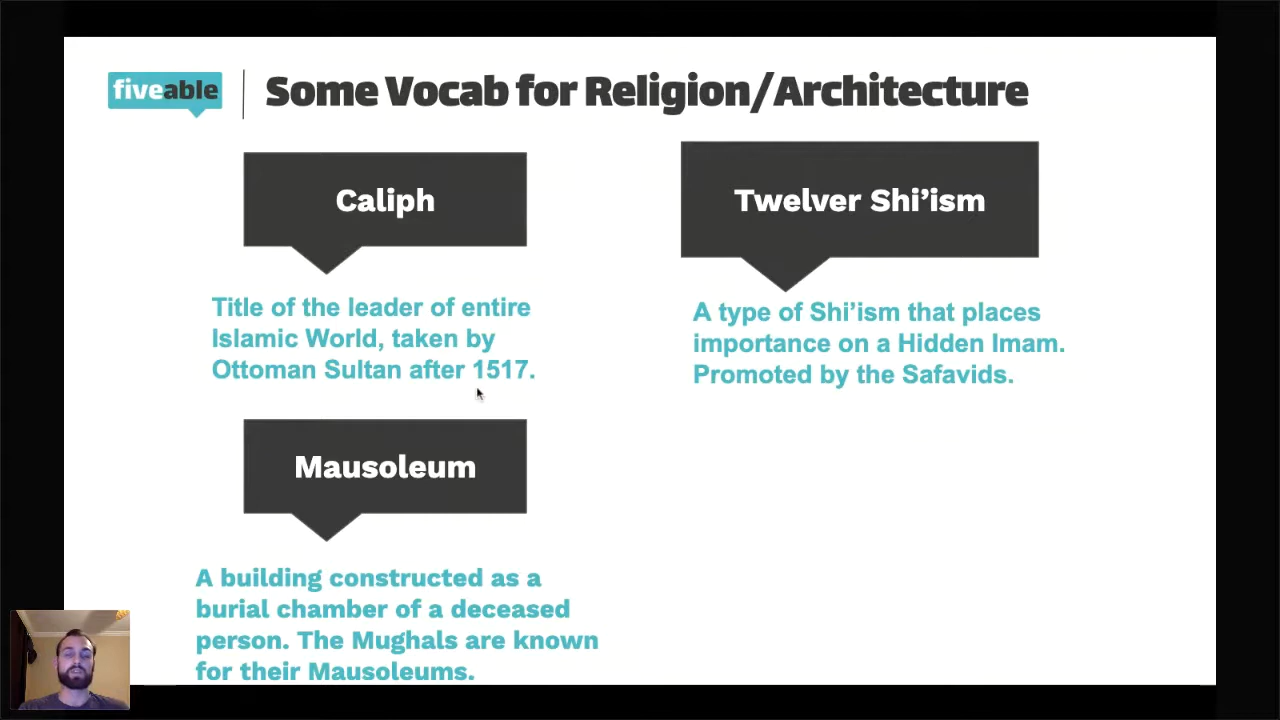 fiveable
Some Vocab for Religion/Architecture
Caliph
Title of the leader of entire
Islamic World, taken by
Ottoman Sultan after 1517.
Twelver Shi’ism
A type of Shi’ism that places
importance on a Hidden Imam.
Promoted by the Safavids.
Mausoleum
A building constructed as a
burial chamber of a deceased
person. The Mughals are known
for their Mausoleums.